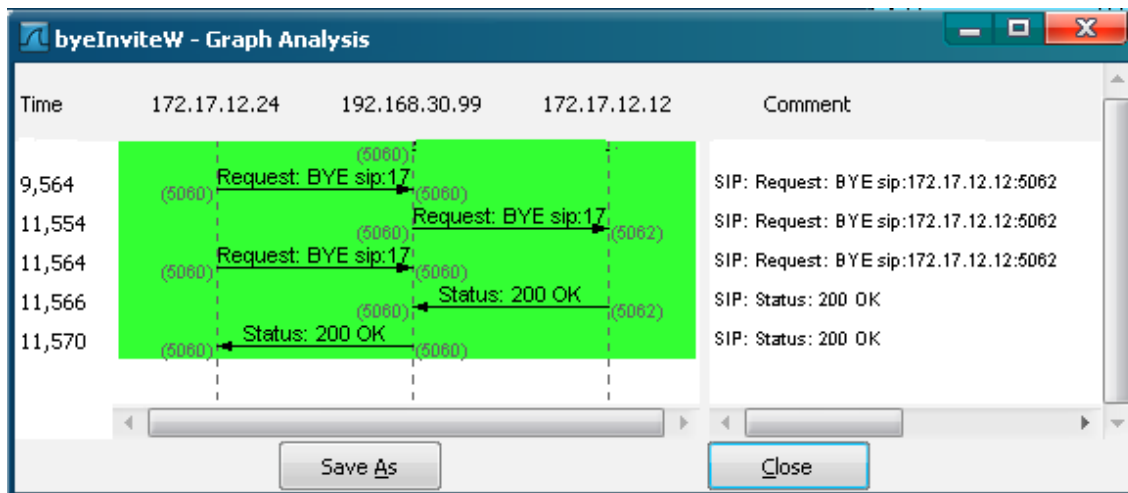 byeInviteW - Graph Analysis
Time 172.17.12.24 192.168.30.99 172.17.12.12 Comment
(5060)
9,564 (5060) Request: BYE sip:17 (5060) SIP: Request: BYE sip:172.17.12.12:5062
11,554 (5060) Request: BYE sip:17 (5062) SIP: Request: BYE sip:172.17.12.12:5062
11,564 (5060) Request: BYE sip:17 (5060) SIP: Request: BYE sip:172.17.12.12:5062
11,566 (5060) Status: 200 OK (5062) SIP: Status: 200 OK
11,570 (5060) Status: 200 OK (5060) SIP: Status: 200 OK
Save As Close